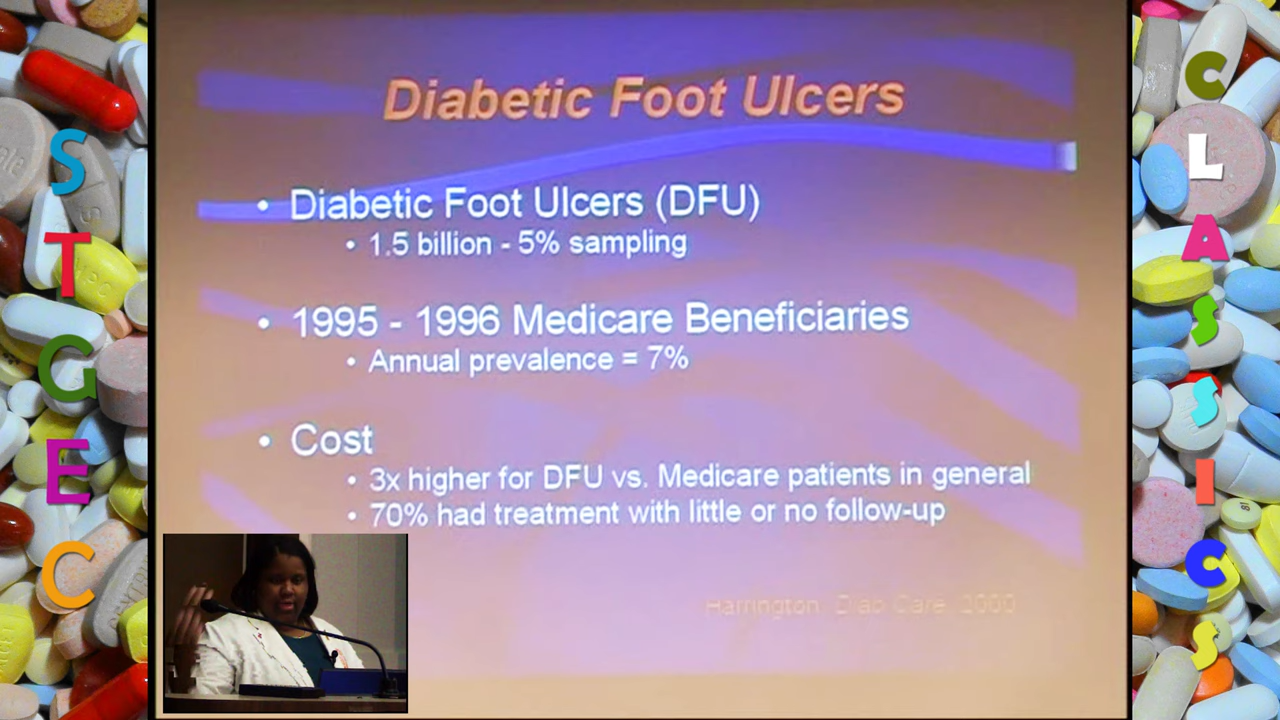 STGEC
Diabetic Foot Ulcers
• Diabetic Foot Ulcers (DFU)
• 1.5 billion - 5% sampling
• 1995 - 1996 Medicare Beneficiaries
• Annual prevalence = 7%
• Cost
• 3x higher for DFU vs. Medicare patients in general
• 70% had treatment with little or no follow-up
Harrington, Diab Care, 2000
CLASSICS